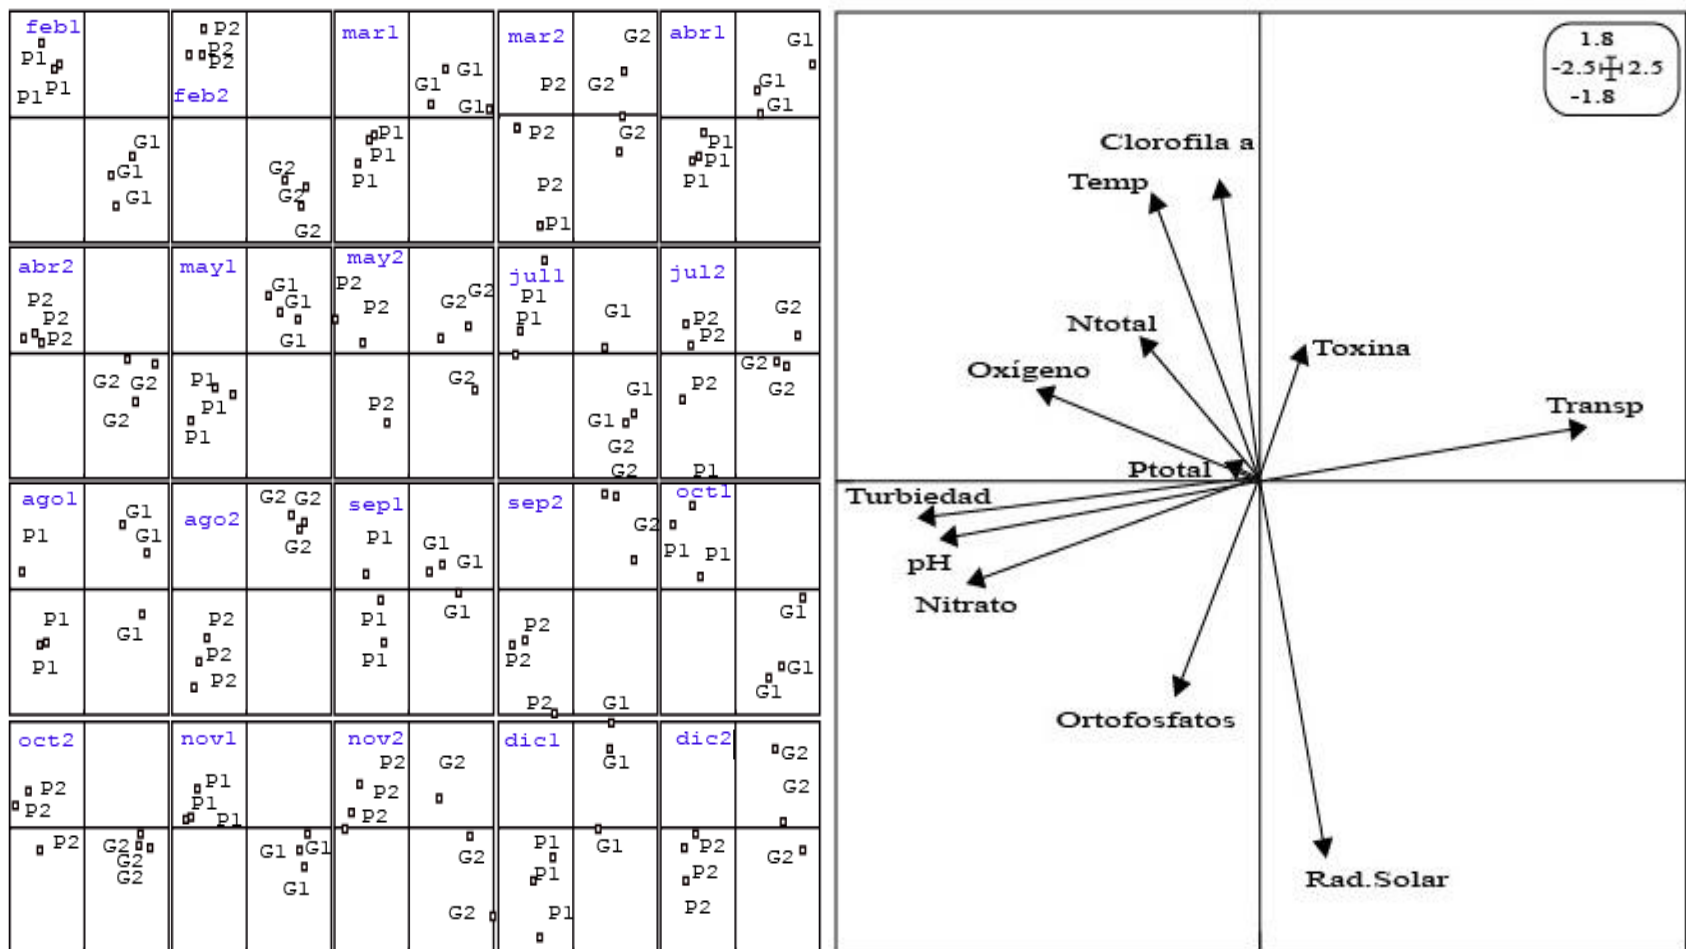 feb1
P1
P1
P1
G1
G1
G1
P2
P2
P2
feb2
G2
G2
G2
mar1
G1
G1
G1
P1
P1
P1
mar2
G2
P2
G2
P2
G2
P2
P1
abr1
G1
G1
G1
P1
P1
P1
abr2
P2
P2
P2
G2
G2
G2
may1
G1
G1
G1
P1
P1
P1
may2
P2
P2
G2
G2
G2
P2
jul1
P1
P1
G1
G1
G1
G2
G2
jul2
G2
P2
P2
G2
P2
G2
P1
ago1
G1
P1
G1
P1
G1
P1
ago2
G2
G2
G2
P2
P2
P2
sep1
P1
G1
G1
P1
G1
P1
sep2
G2
P2
P2
P2
G1
oct1
P1
P1
G1
G1
oct2
P2
P2
P2
G2
G2
G2
nov1
P1
P1
P1
G1
G1
G1
nov2
P2
G2
P2
P2
G2
G2
dic1
G1
P1
G1
P1
P1
dic2
G2
G2
P2
G2
P2
P2
1.8
-2.5
2.5
-1.8
Clorofila a
Temp
Ntotal
Toxina
Oxígeno
Transp
Ptotal
Turbiedad
pH
Nitrato
Ortofosfatos
Rad.Solar